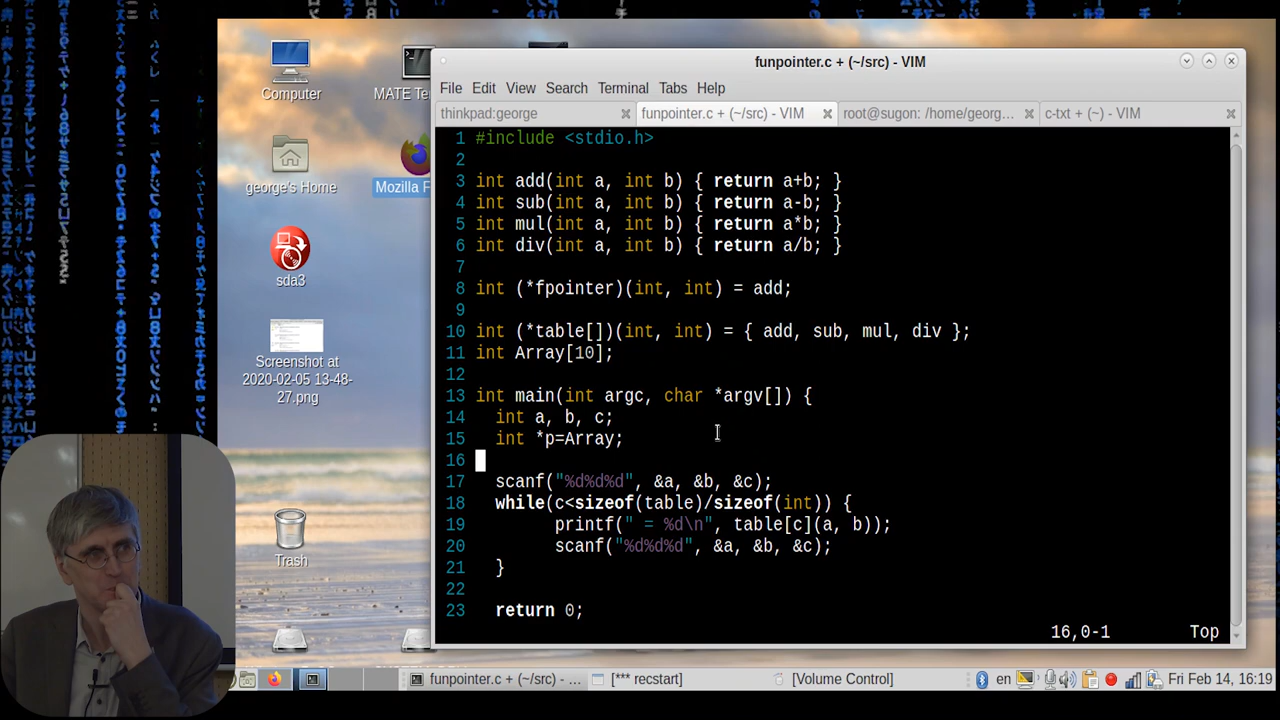 Computer
MATE Ter
george's Home
Mozilla F
sda3
Screenshot at
2020-02-05 13-48-
27.png
Trash
funpointer.c + (~/src) - VIM
File Edit View Search Terminal Tabs Help
thinkpad:george
funpointer.c + (~/src) - VIM
root@sugon: /home/georg...
c-txt + (~) - VIM
1 #include <stdio.h>
2
3 int add(int a, int b) { return a+b; }
4 int sub(int a, int b) { return a-b; }
5 int mul(int a, int b) { return a*b; }
6 int div(int a, int b) { return a/b; }
7
8 int (*fpointer)(int, int) = add;
9
10 int (*table[])(int, int) = { add, sub, mul, div };
11 int Array[10];
12
13 int main(int argc, char *argv[]) {
14 int a, b, c;
15 int *p=Array;
16
17 scanf("%d%d%d", &a, &b, &c);
18 while(c<sizeof(table)/sizeof(int)) {
19 printf(" = %d\n", table[c](a, b));
20 scanf("%d%d%d", &a, &b, &c);
21 }
22
23 return 0;
16,0-1 Top
funpointer.c + (~/src) - ...
[*** recstart]
[Volume Control]
en
Fri Feb 14, 16:19